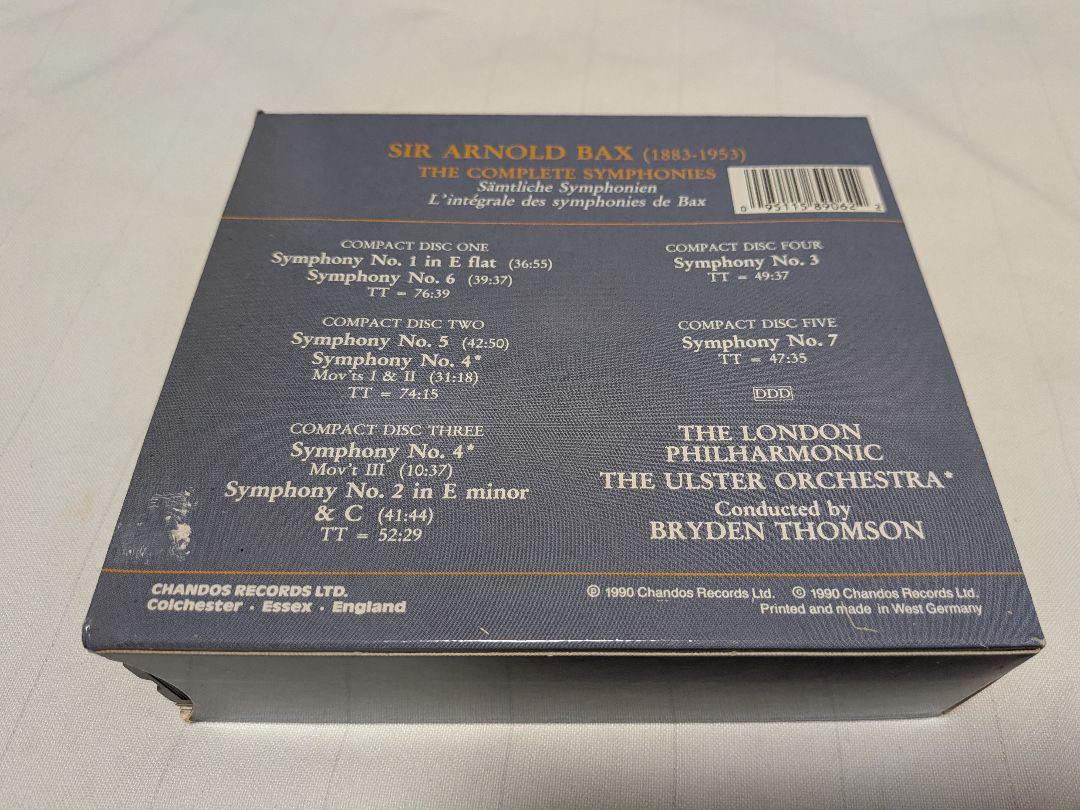 SIR ARNOLD BAX (1883-1953)
THE COMPLETE SYMPHONIES
Sämtliche Symphonien
L'intégrale des symphonies de Bax
0 95115 89062 2
COMPACT DISC ONE
Symphony No. 1 in E flat (36:55)
Symphony No. 6 (39:37)
TT = 76:39
COMPACT DISC TWO
Symphony No. 5 (42:50)
Symphony No. 4*
Mov'ts I & II (31:18)
TT = 74:15
COMPACT DISC THREE
Symphony No. 4*
Mov't III (10:37)
Symphony No. 2 in E minor
& C (41:44)
TT = 52:29
COMPACT DISC FOUR
Symphony No. 3
TT = 49:37
COMPACT DISC FIVE
Symphony No. 7
TT = 47:35
DDD
THE LONDON
PHILHARMONIC
THE ULSTER ORCHESTRA*
Conducted by
BRYDEN THOMSON
CHANDOS RECORDS LTD.
Colchester · Essex · England
℗ 1990 Chandos Records Ltd. © 1990 Chandos Records Ltd.
Printed and made in West Germany